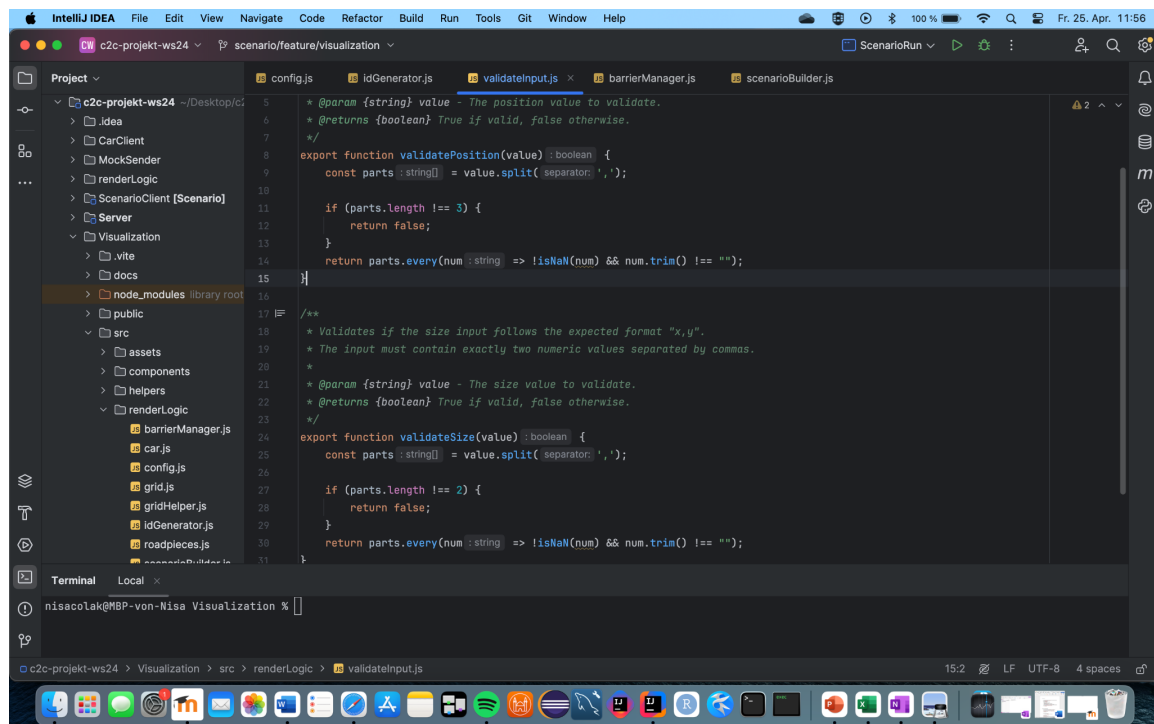 IntelliJ IDEA File Edit View Navigate Code Refactor Build Run Tools Git Window Help 100 % Fr. 25. Apr. 11:56
CW c2c-projekt-ws24 scenario/feature/visualization ScenarioRun
Project
config.js idGenerator.js validateInput.js × barrierManager.js scenarioBuilder.js
c2c-projekt-ws24 ~/Desktop/c2
.idea
CarClient
MockSender
renderLogic
ScenarioClient [Scenario]
Server
Visualization
.vite
docs
node_modules library root
public
src
assets
components
helpers
renderLogic
barrierManager.js
car.js
config.js
grid.js
gridHelper.js
idGenerator.js
roadpieces.js
scenarioBuilder.js
2
5 * @param {string} value - The position value to validate.
6 * @returns {boolean} True if valid, false otherwise.
7 */
8 export function validatePosition(value) : boolean {
9 const parts : string[] = value.split( separator: ',');
10
11 if (parts.length !== 3) {
12 return false;
13 }
14 return parts.every(num : string => !isNaN(num) && num.trim() !== "");
15 }
16
17 /**
18 * Validates if the size input follows the expected format "x,y".
19 * The input must contain exactly two numeric values separated by commas.
20 *
21 * @param {string} value - The size value to validate.
22 * @returns {boolean} True if valid, false otherwise.
23 */
24 export function validateSize(value) : boolean {
25 const parts : string[] = value.split( separator: ',');
26
27 if (parts.length !== 2) {
28 return false;
29 }
30 return parts.every(num : string => !isNaN(num) && num.trim() !== "");
31 }
Terminal Local ×
nisacolak@MBP-von-Nisa Visualization %
c2c-projekt-ws24 > Visualization > src > renderLogic > validateInput.js 15:2 LF UTF-8 4 spaces